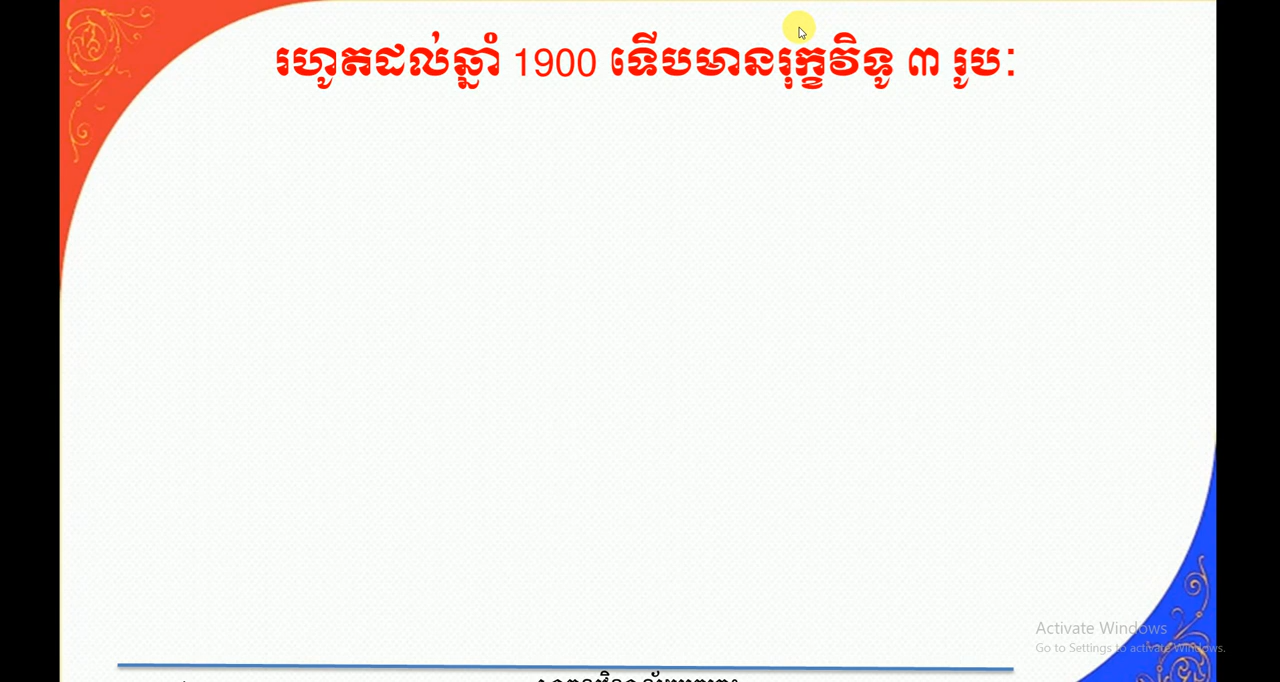 រហូតដល់ឆ្នាំ 1900 ទើបមានរុក្ខវិទូ ៣ រូបៈ
Activate Windows
Go to Settings to activate Windows.